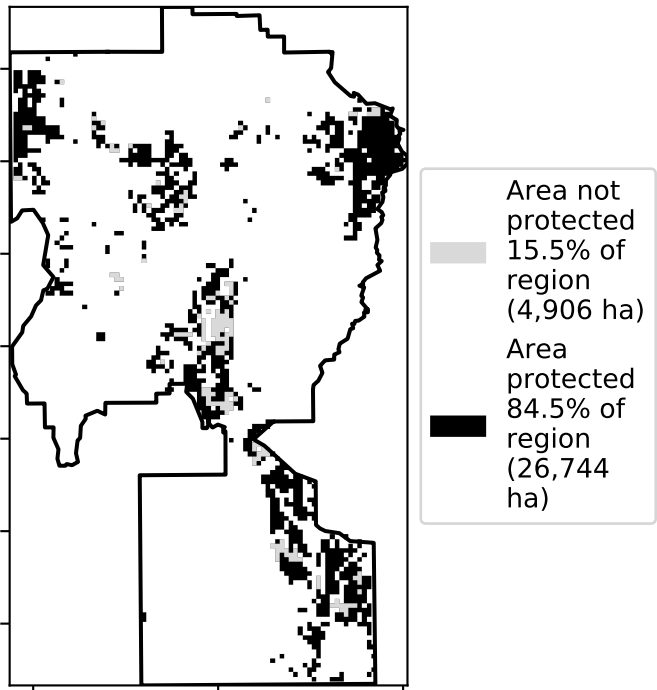 Area not
protected
15.5% of
region
(4,906 ha)
Area
protected
84.5% of
region
(26,744
ha)